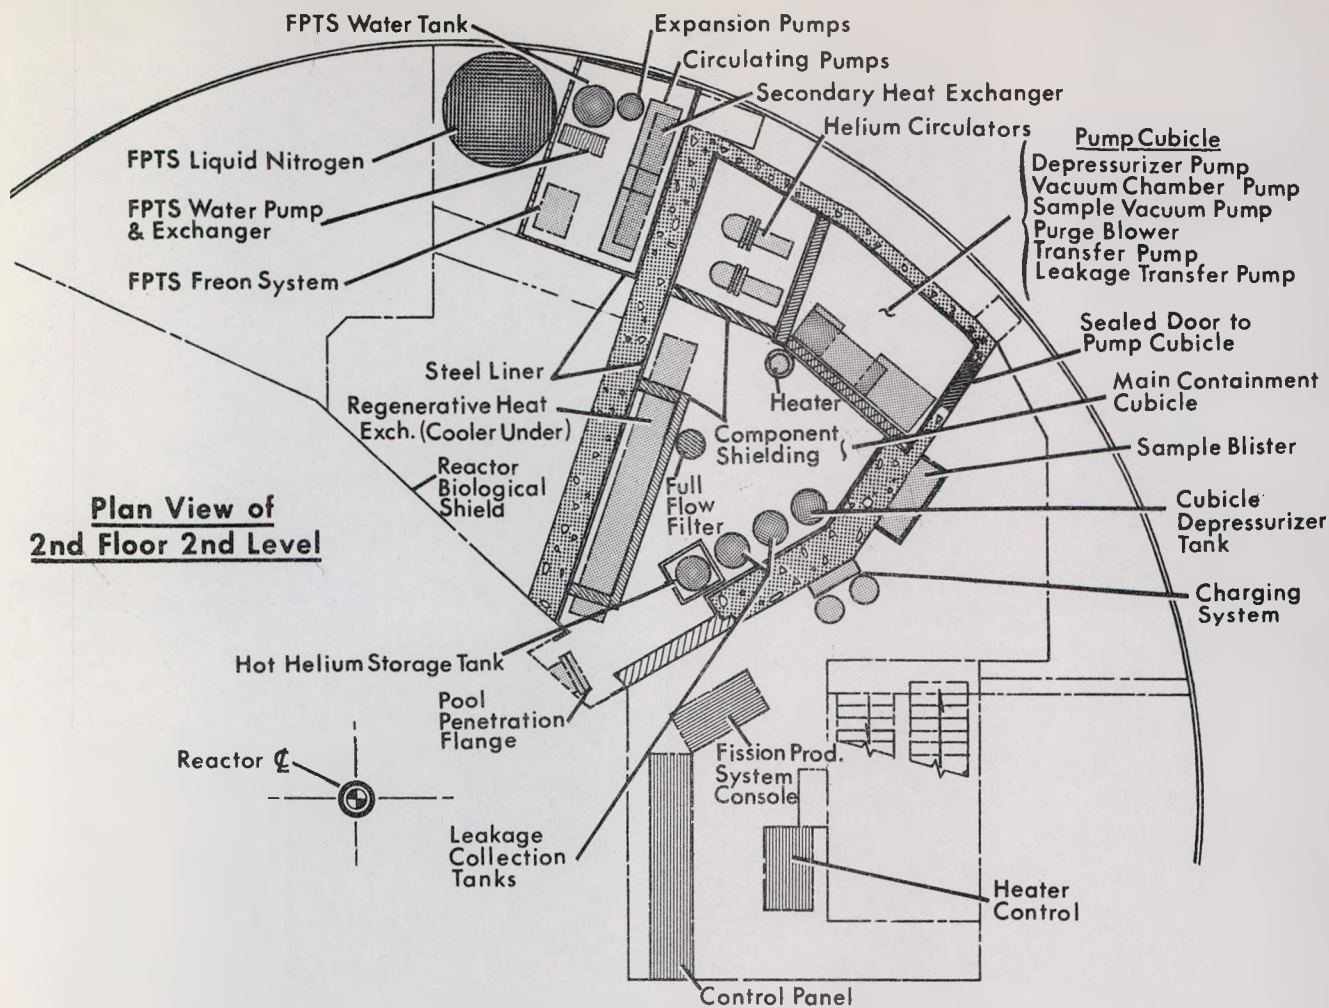 FPTS Water Tank
Expansion Pumps
Circulating Pumps
Secondary Heat Exchanger
Helium Circulators
Pump Cubicle
Depressurizer Pump
Vacuum Chamber Pump
Sample Vacuum Pump
Purge Blower
Transfer Pump
Leakage Transfer Pump
FPTS Liquid Nitrogen
FPTS Water Pump
& Exchanger
FPTS Freon System
Sealed Door to
Pump Cubicle
Steel Liner
Main Containment
Cubicle
Regenerative Heat
Exch. (Cooler Under)
Heater
Component
Shielding
Sample Blister
Reactor
Biological
Shield
Full
Flow
Filter
Cubicle
Depressurizer
Tank
Plan View of
2nd Floor 2nd Level
Charging
System
Hot Helium Storage Tank
Pool
Penetration
Flange
Reactor ℄
Fission Prod.
System
Console
Leakage
Collection
Tanks
Heater
Control
Control Panel